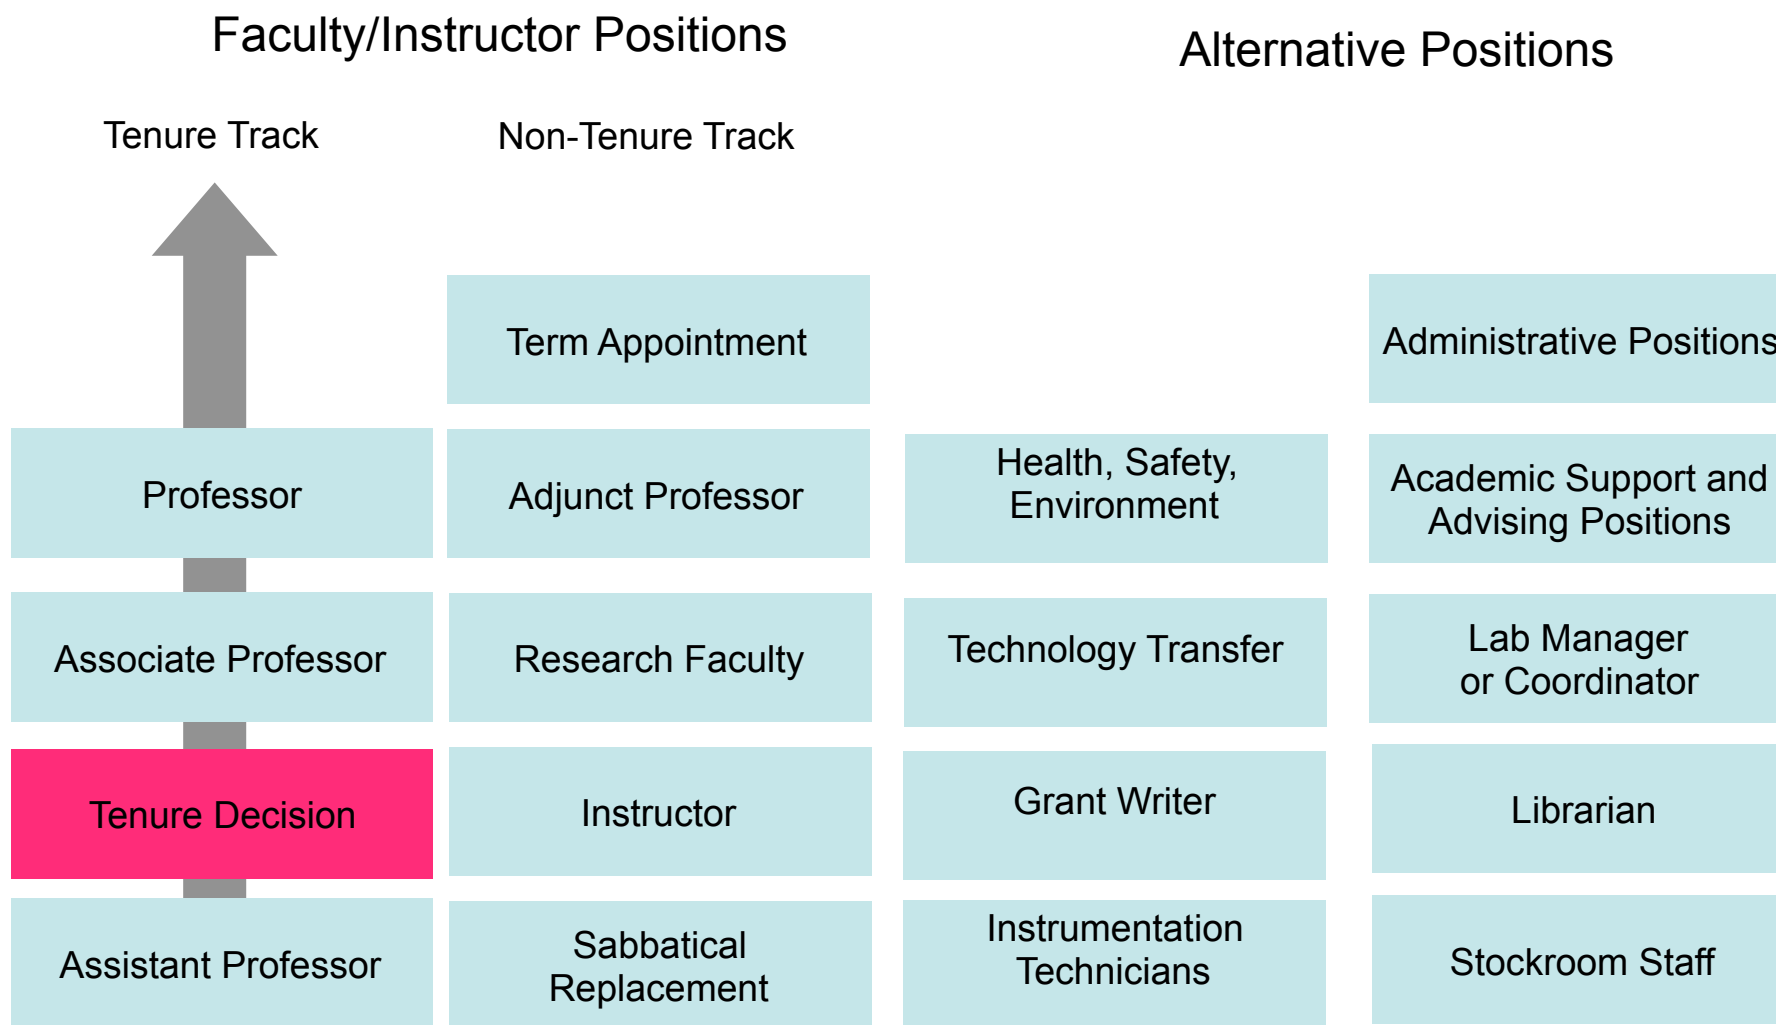 Faculty/Instructor Positions
Alternative Positions
Tenure Track
Non-Tenure Track
Term Appointment
Administrative Positions
Professor
Adjunct Professor
Health, Safety,
Environment
Academic Support and
Advising Positions
Associate Professor
Research Faculty
Technology Transfer
Lab Manager
or Coordinator
Tenure Decision
Instructor
Grant Writer
Librarian
Assistant Professor
Sabbatical
Replacement
Instrumentation
Technicians
Stockroom Staff